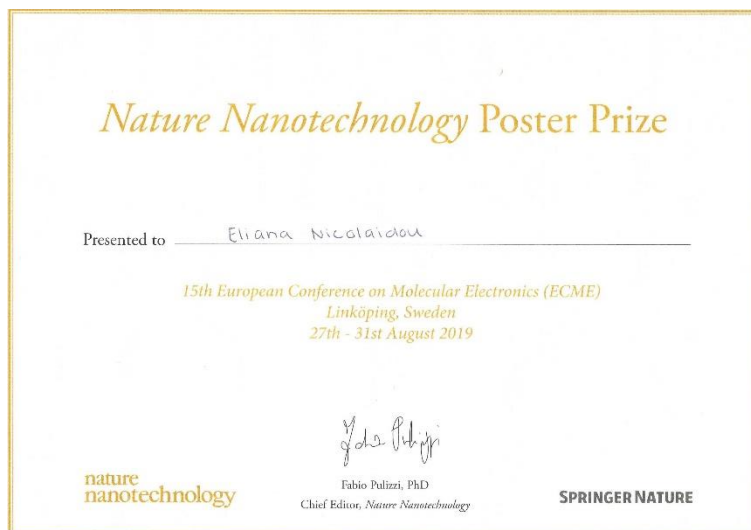 Nature Nanotechnology Poster Prize
Presented to Eliana Nicolaidou
15th European Conference on Molecular Electronics (ECME)
Linköping, Sweden
27th - 31st August 2019
Fabio Pulizzi, PhD
Chief Editor, Nature Nanotechnology
nature
nanotechnology
SPRINGER NATURE